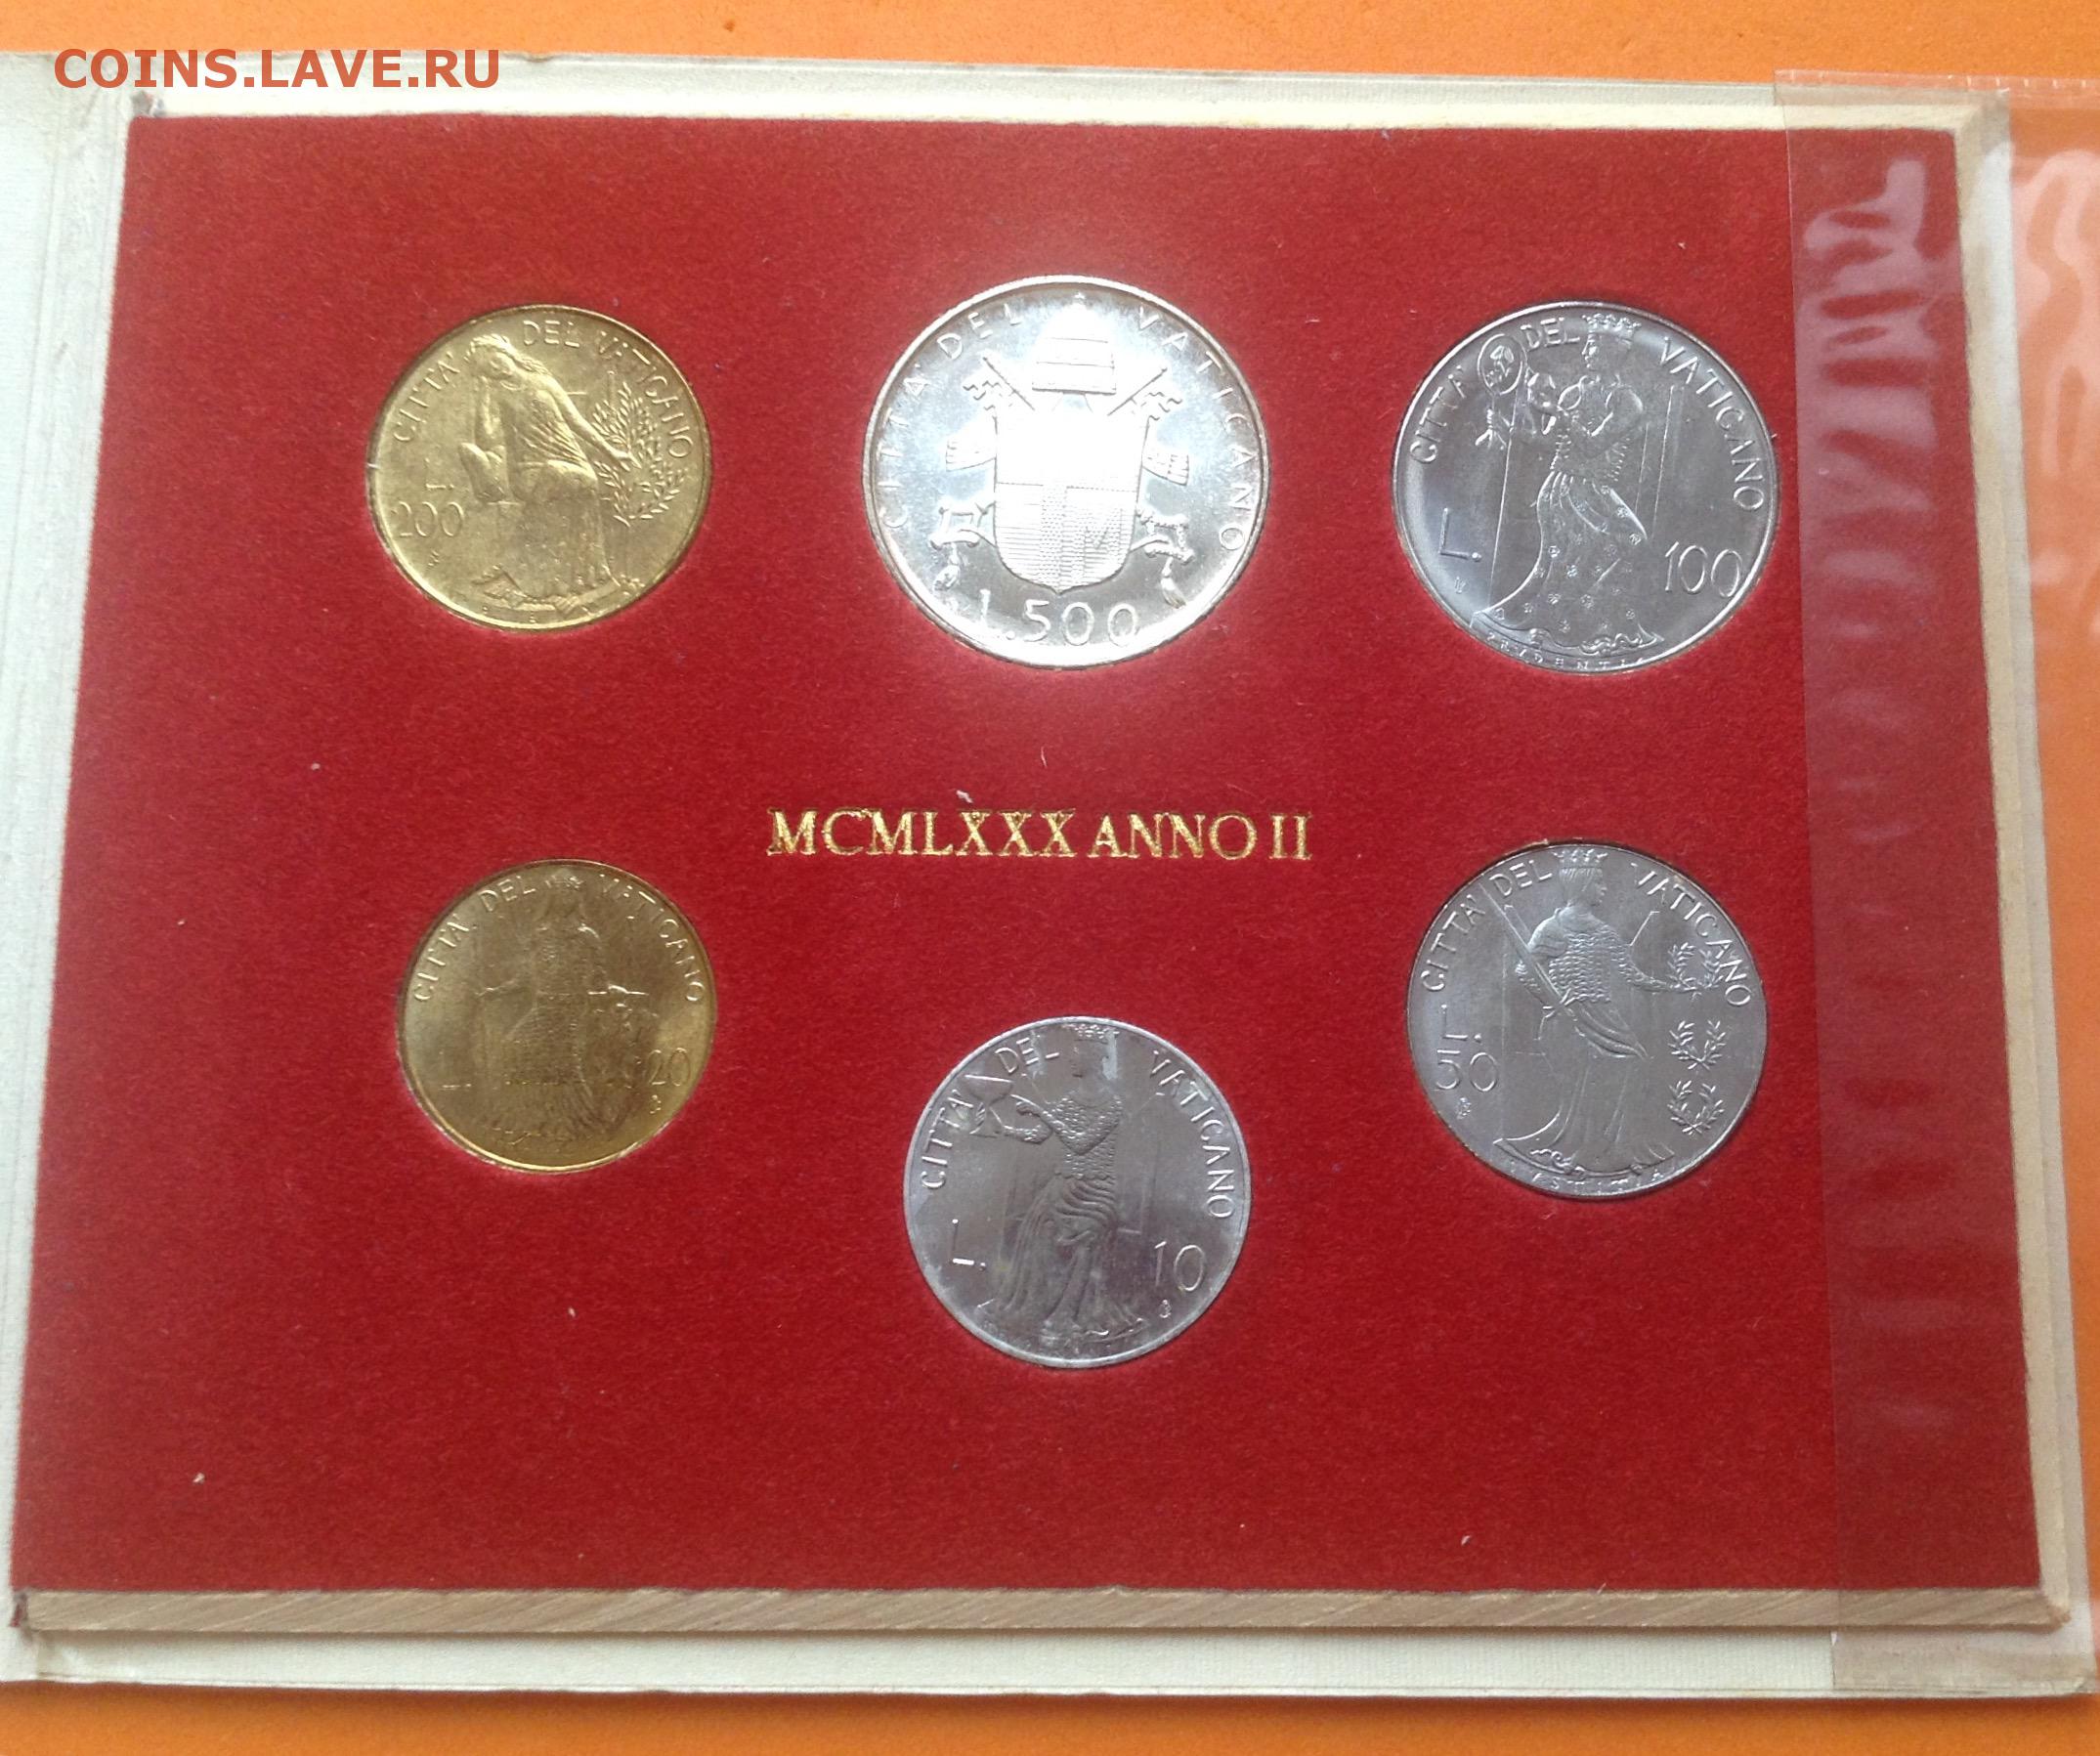 COINS.LAVE.RU
CITTA' DEL VATICANO
L.
200
CITTA' DEL VATICANO
L.500
CITTA' DEL VATICANO
L. 100
MCMLXXX ANNO II
CITTA' DEL VATICANO
L. 20
CITTA' DEL VATICANO
L. 10
CITTA' DEL VATICANO
L.
50